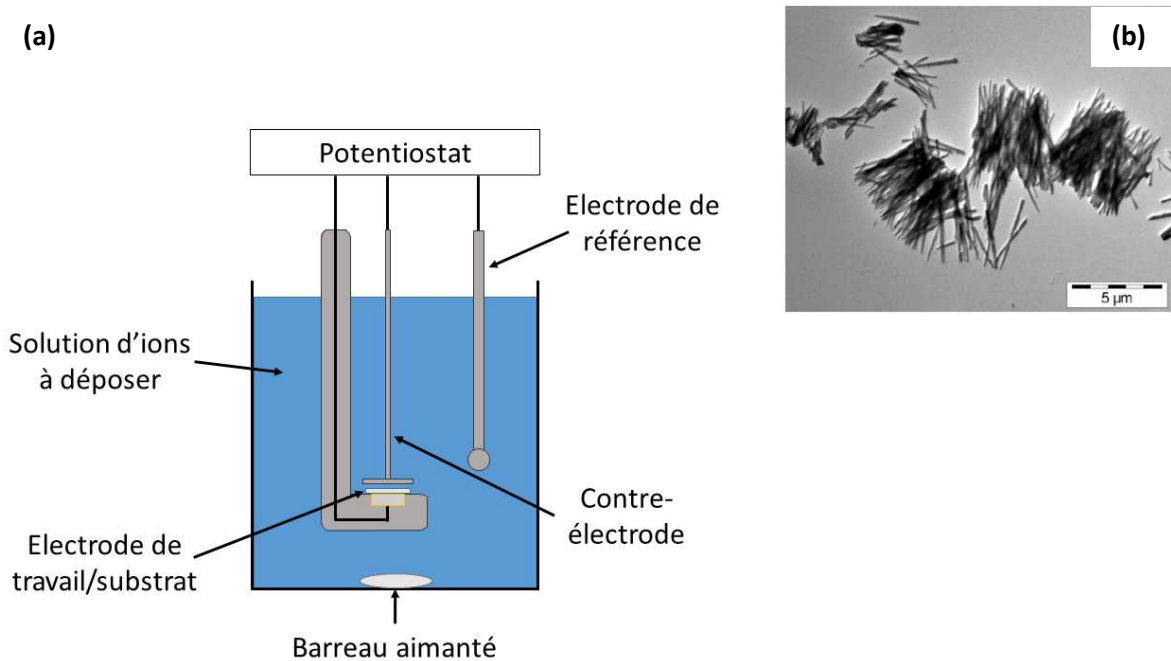 (a)
(b)
Potentiostat
Electrode de
référence
Solution d'ions
à déposer
Contre-
électrode
Electrode de
travail/substrat
Barreau aimanté
5 µm